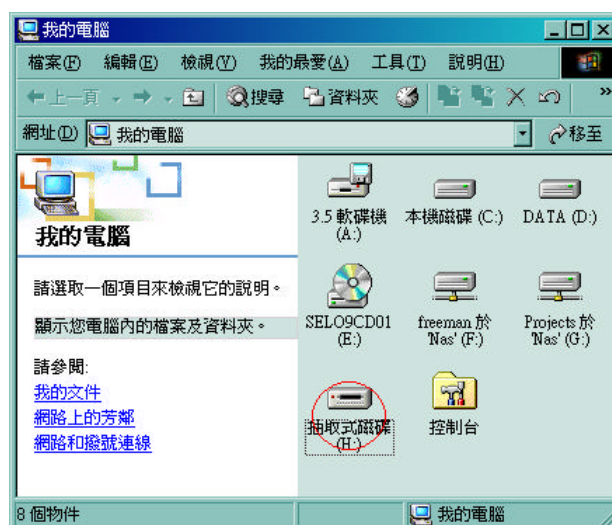 我的電腦
檔案(F) 編輯(E) 檢視(V) 我的最愛(A) 工具(T) 說明(H)
上一頁 搜尋 資料夾 »
網址(D) 我的電腦 移至
我的電腦
請選取一個項目來檢視它的說明。
顯示您電腦內的檔案及資料夾。
請參閱:
我的文件
網路上的芳鄰
網路和撥號連線
3.5 軟碟機
(A:)
本機磁碟 (C:)
DATA (D:)
SELO9CD01
(E:)
freeman 於
'Nas' (F:)
Projects 於
'Nas' (G:)
抽取式磁碟
(H:)
控制台
8 個物件
我的電腦